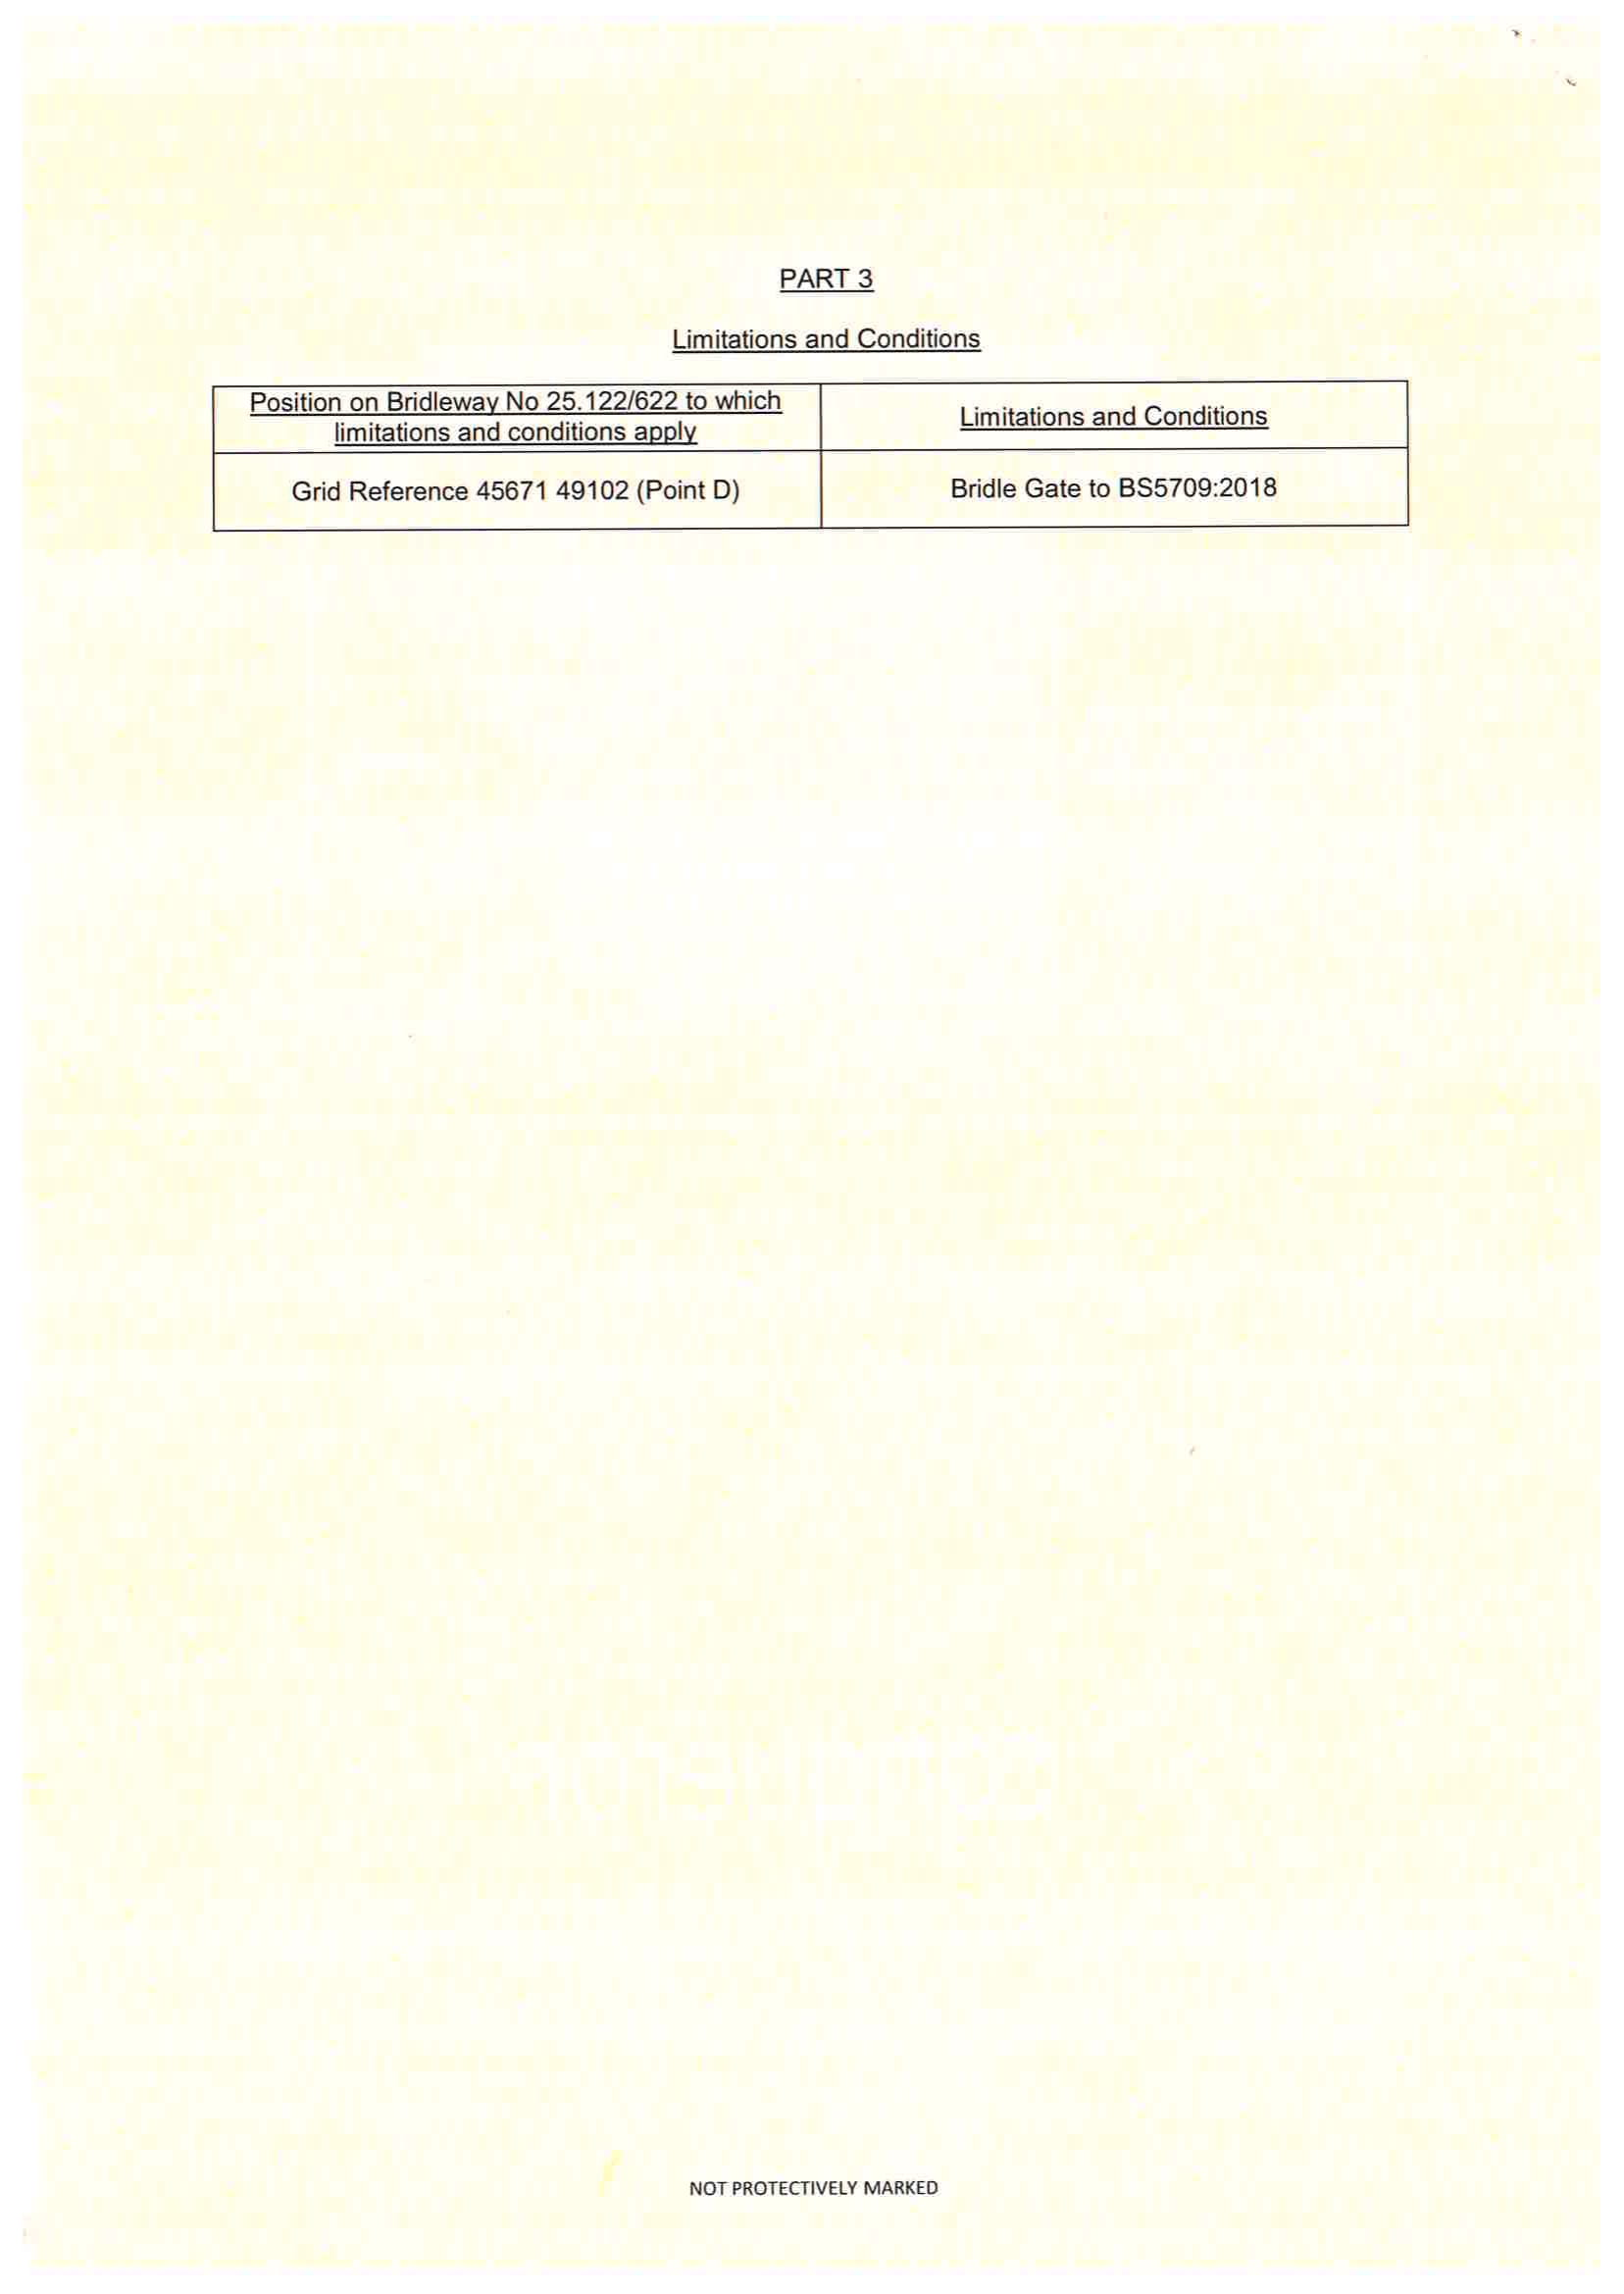 PART 3
Limitations and Conditions
Position on Bridleway No 25.122/622 to which
limitations and conditions apply
Limitations and Conditions
Grid Reference 45671 49102 (Point D)
Bridle Gate to BS5709:2018
NOT PROTECTIVELY MARKED